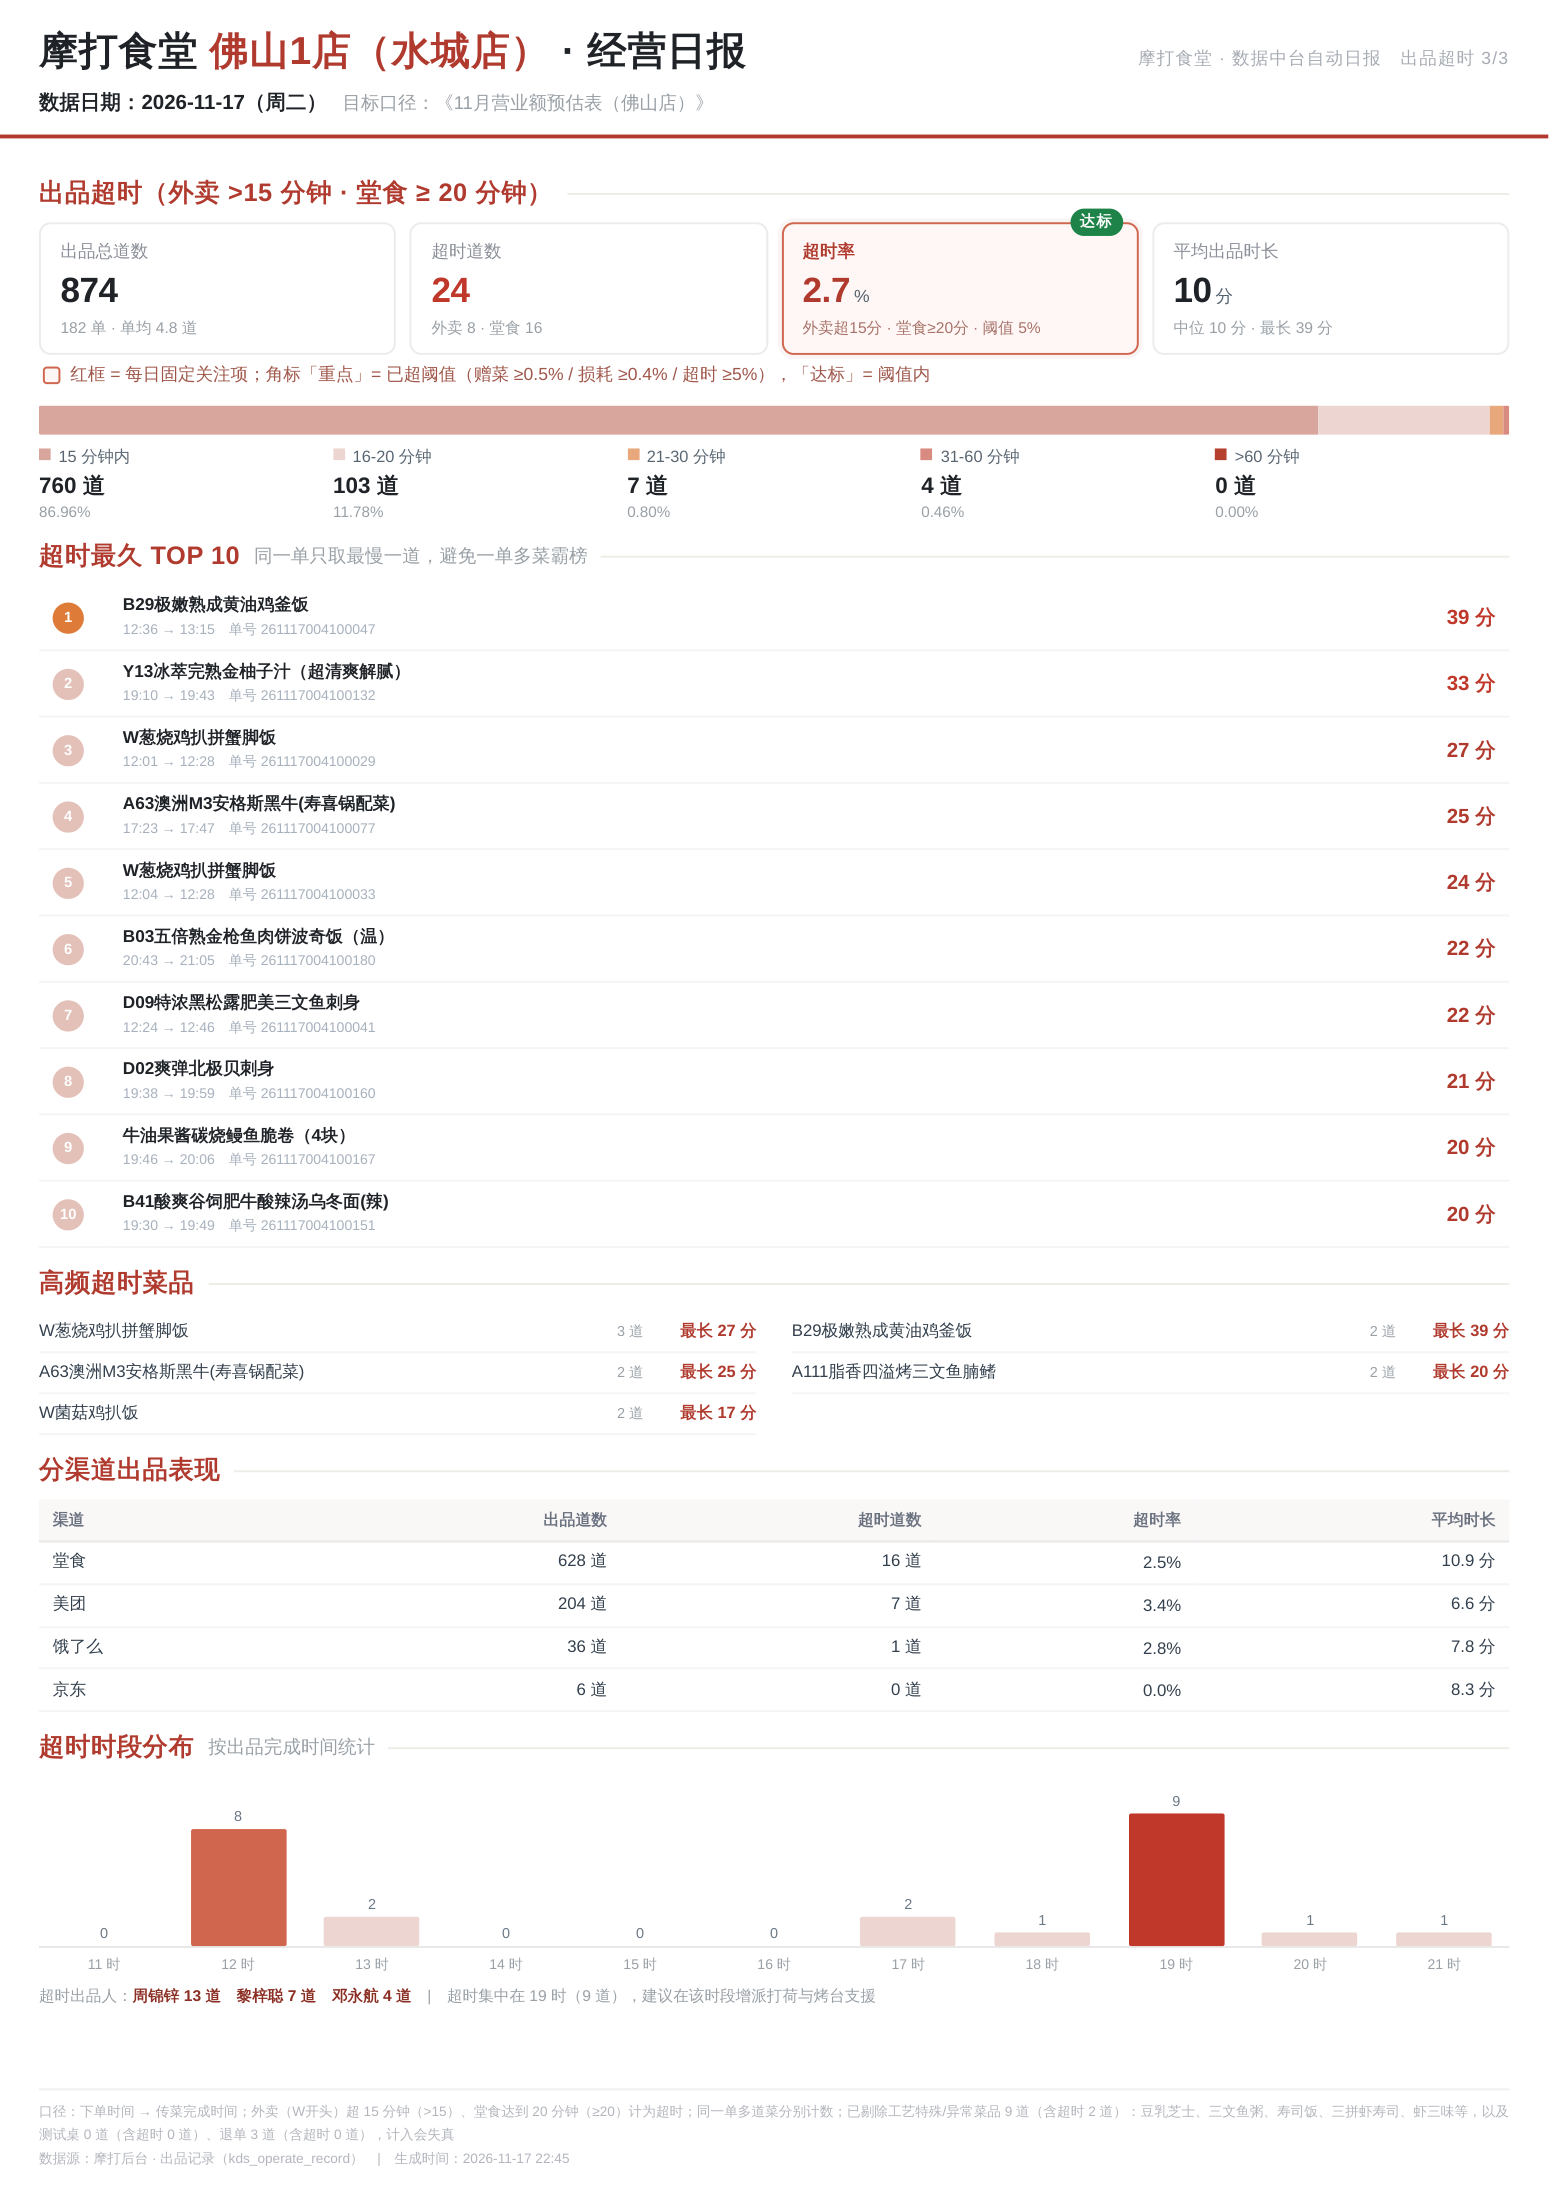 摩打食堂 佛山1店（水城店） · 经营日报
摩打食堂 · 数据中台自动日报 出品超时 3/3
数据日期：2026-11-17（周二） 目标口径：《11月营业额预估表（佛山店）》
出品超时（外卖 >15 分钟 · 堂食 ≥ 20 分钟）
达标
出品总道数 超时道数 超时率 平均出品时长
874 24 2.7 % 10 分
182 单 · 单均 4.8 道 外卖 8 · 堂食 16 外卖超15分 · 堂食≥20分 · 阈值 5% 中位 10 分 · 最长 39 分
红框 = 每日固定关注项；角标「重点」= 已超阈值（赠菜 ≥0.5% / 损耗 ≥0.4% / 超时 ≥5%），「达标」= 阈值内
15 分钟内 16-20 分钟 21-30 分钟 31-60 分钟 >60 分钟
760 道 103 道 7 道 4 道 0 道
86.96% 11.78% 0.80% 0.46% 0.00%
超时最久 TOP 10 同一单只取最慢一道，避免一单多菜霸榜
1 B29极嫩熟成黄油鸡釜饭 39 分
12:36 → 13:15 单号 261117004100047
2 Y13冰萃完熟金柚子汁（超清爽解腻） 33 分
19:10 → 19:43 单号 261117004100132
3 W葱烧鸡扒拼蟹脚饭 27 分
12:01 → 12:28 单号 261117004100029
4 A63澳洲M3安格斯黑牛(寿喜锅配菜) 25 分
17:23 → 17:47 单号 261117004100077
5 W葱烧鸡扒拼蟹脚饭 24 分
12:04 → 12:28 单号 261117004100033
6 B03五倍熟金枪鱼肉饼波奇饭（温） 22 分
20:43 → 21:05 单号 261117004100180
7 D09特浓黑松露肥美三文鱼刺身 22 分
12:24 → 12:46 单号 261117004100041
8 D02爽弹北极贝刺身 21 分
19:38 → 19:59 单号 261117004100160
9 牛油果酱碳烧鳗鱼脆卷（4块） 20 分
19:46 → 20:06 单号 261117004100167
10 B41酸爽谷饲肥牛酸辣汤乌冬面(辣) 20 分
19:30 → 19:49 单号 261117004100151
高频超时菜品
W葱烧鸡扒拼蟹脚饭 3 道 最长 27 分 B29极嫩熟成黄油鸡釜饭 2 道 最长 39 分
A63澳洲M3安格斯黑牛(寿喜锅配菜) 2 道 最长 25 分 A111脂香四溢烤三文鱼腩鳍 2 道 最长 20 分
W菌菇鸡扒饭 2 道 最长 17 分
分渠道出品表现
渠道 出品道数 超时道数 超时率 平均时长
堂食 628 道 16 道 2.5% 10.9 分
美团 204 道 7 道 3.4% 6.6 分
饿了么 36 道 1 道 2.8% 7.8 分
京东 6 道 0 道 0.0% 8.3 分
超时时段分布 按出品完成时间统计
0 8 2 0 0 0 2 1 9 1 1
11 时 12 时 13 时 14 时 15 时 16 时 17 时 18 时 19 时 20 时 21 时
超时出品人：周锦锌 13 道 黎梓聪 7 道 邓永航 4 道 | 超时集中在 19 时（9 道），建议在该时段增派打荷与烤台支援
口径：下单时间 → 传菜完成时间；外卖（W开头）超 15 分钟（>15）、堂食达到 20 分钟（≥20）计为超时；同一单多道菜分别计数；已剔除工艺特殊/异常菜品 9 道（含超时 2 道）：豆乳芝士、三文鱼粥、寿司饭、三拼虾寿司、虾三味等，以及
测试桌 0 道（含超时 0 道）、退单 3 道（含超时 0 道），计入会失真
数据源：摩打后台 · 出品记录（kds_operate_record） | 生成时间：2026-11-17 22:45